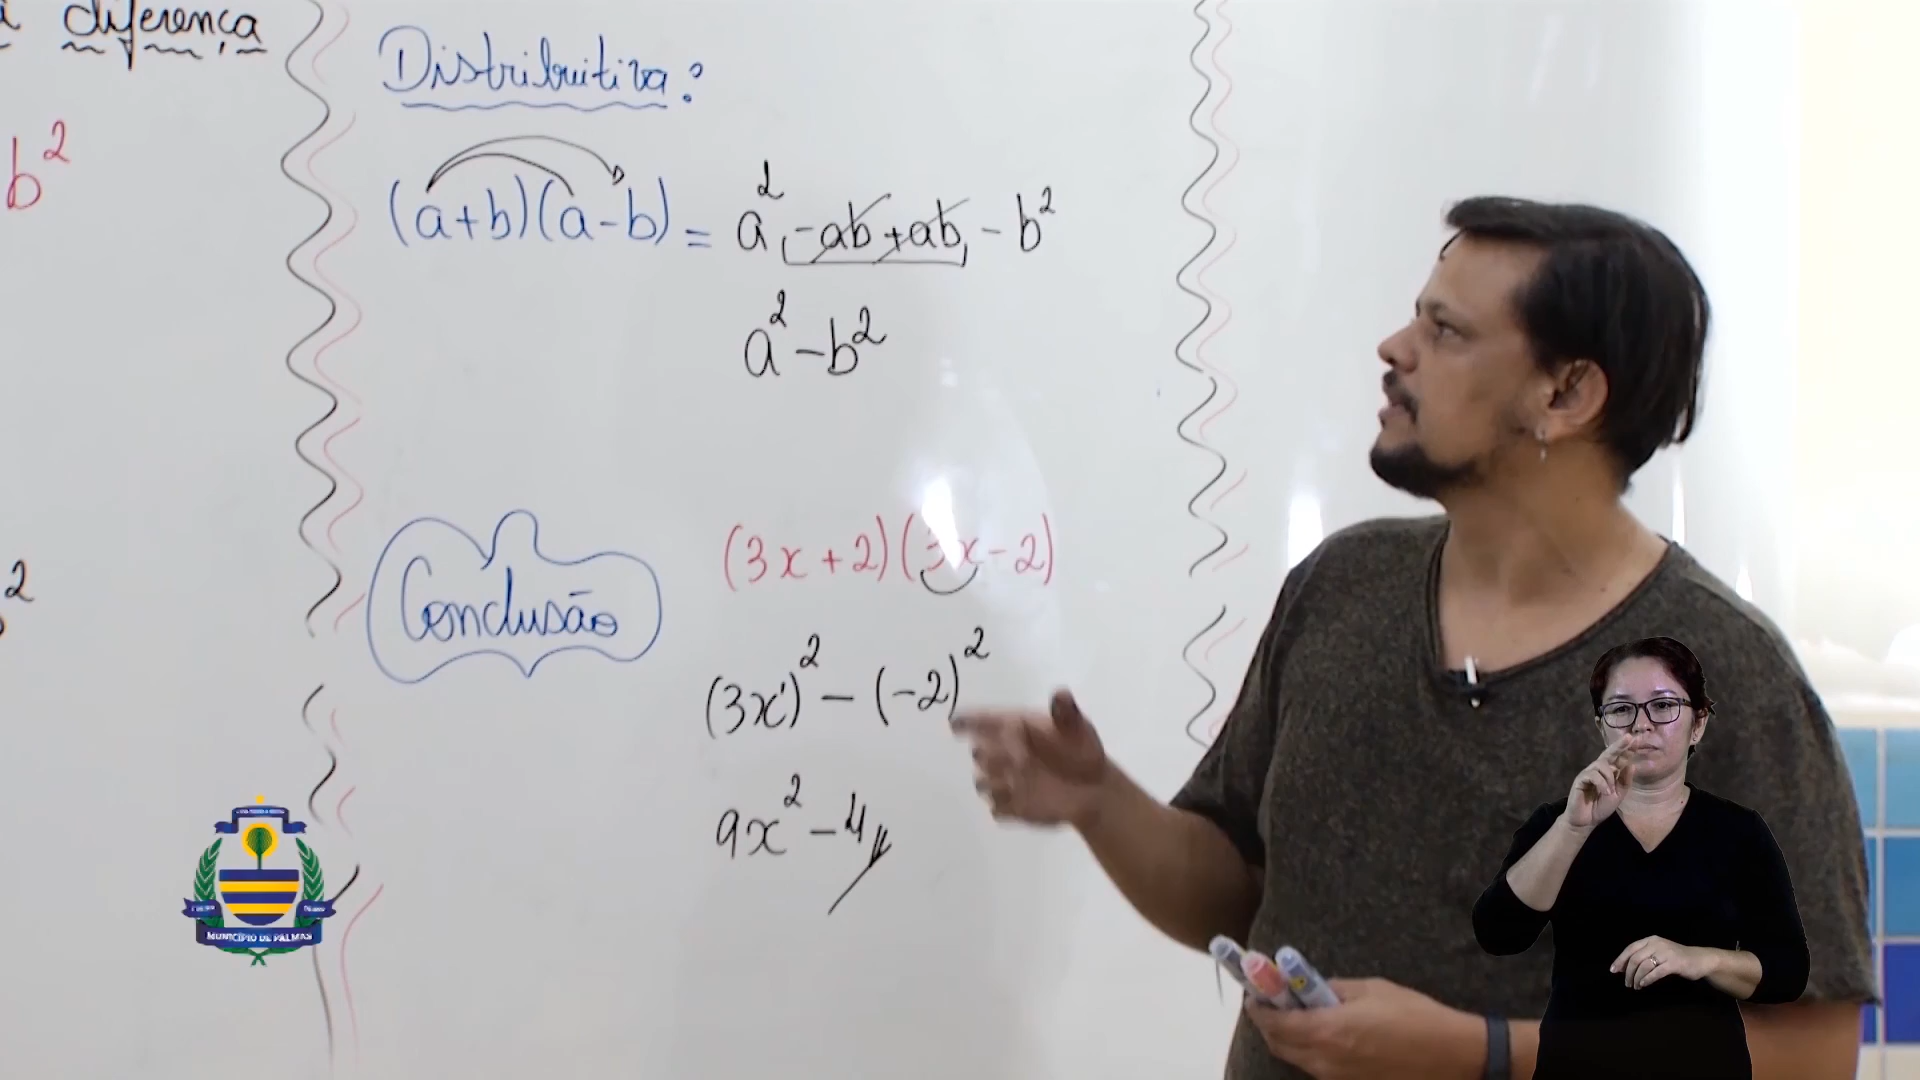 diferença
b²
²
Distributiva?
(a+b)(a-b) = a² -ab+ab, - b²
a² - b²
Conclusão
(3x+2)(3x-2)
(3x)² - (-2)²
9x² - 4
MUNICÍPIO DE PALMAS